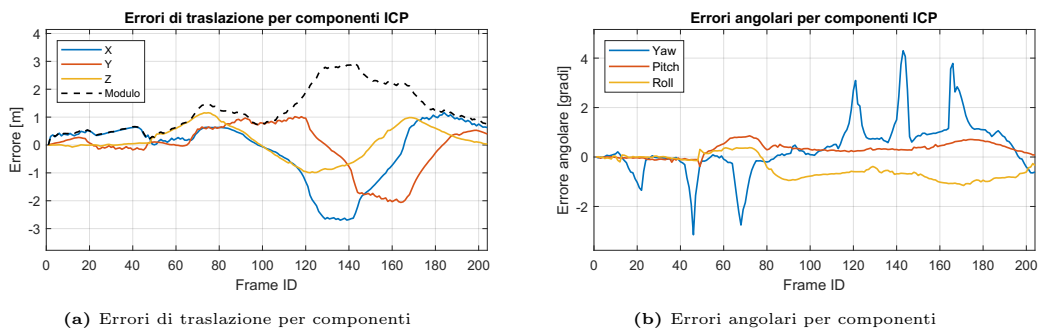 Errori di traslazione per componenti ICP
4
3
2
1
0
-1
-2
-3
Errore [m]
X
Y
Z
Modulo
0 20 40 60 80 100 120 140 160 180 200
Frame ID
(a) Errori di traslazione per componenti
Errori angolari per componenti ICP
4
2
0
-2
Errore angolare [gradi]
Yaw
Pitch
Roll
0 20 40 60 80 100 120 140 160 180 200
Frame ID
(b) Errori angolari per componenti